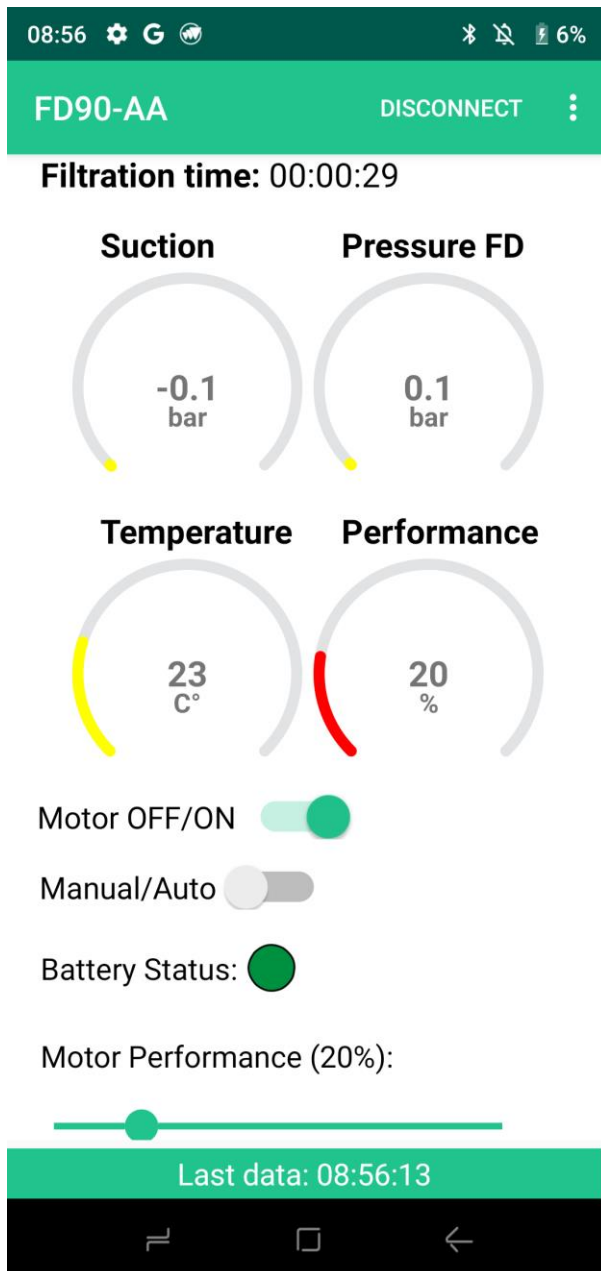 08:56 G 6%
FD90-AA DISCONNECT
Filtration time: 00:00:29
Suction Pressure FD
-0.1 0.1
bar bar
Temperature Performance
23 20
C° %
Motor OFF/ON
Manual/Auto
Battery Status:
Motor Performance (20%):
Last data: 08:56:13